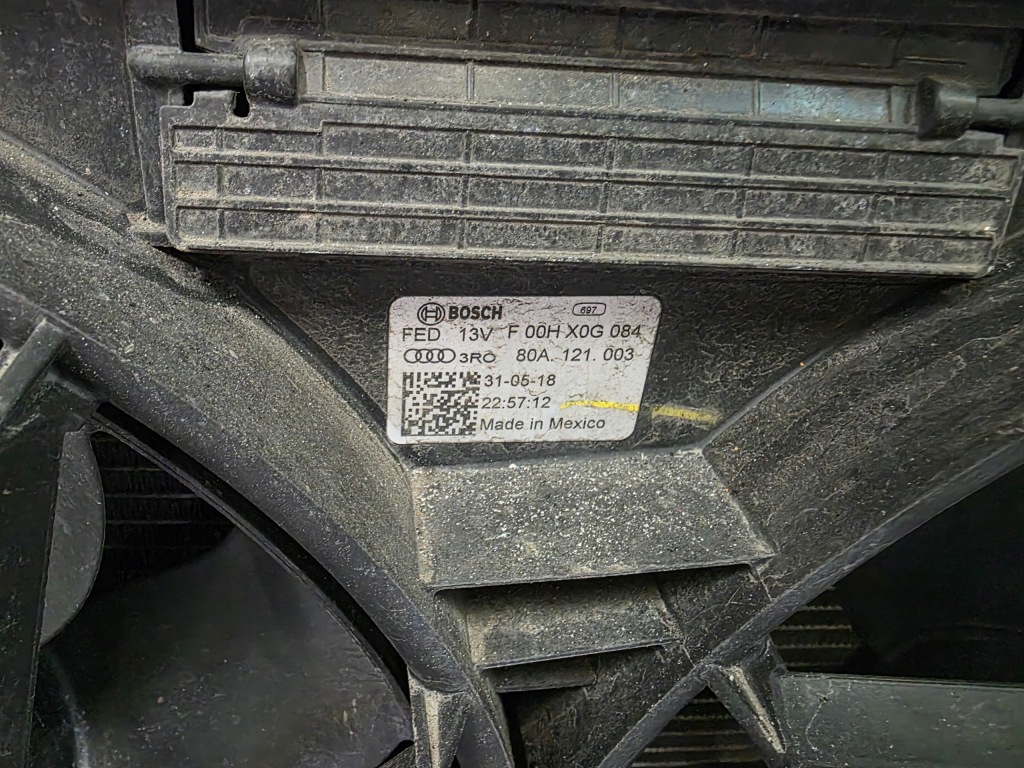 BOSCH 697
FED 13V F 00H X0G 084
3RO 80A. 121. 003
31-05-18
22:57:12
Made in Mexico